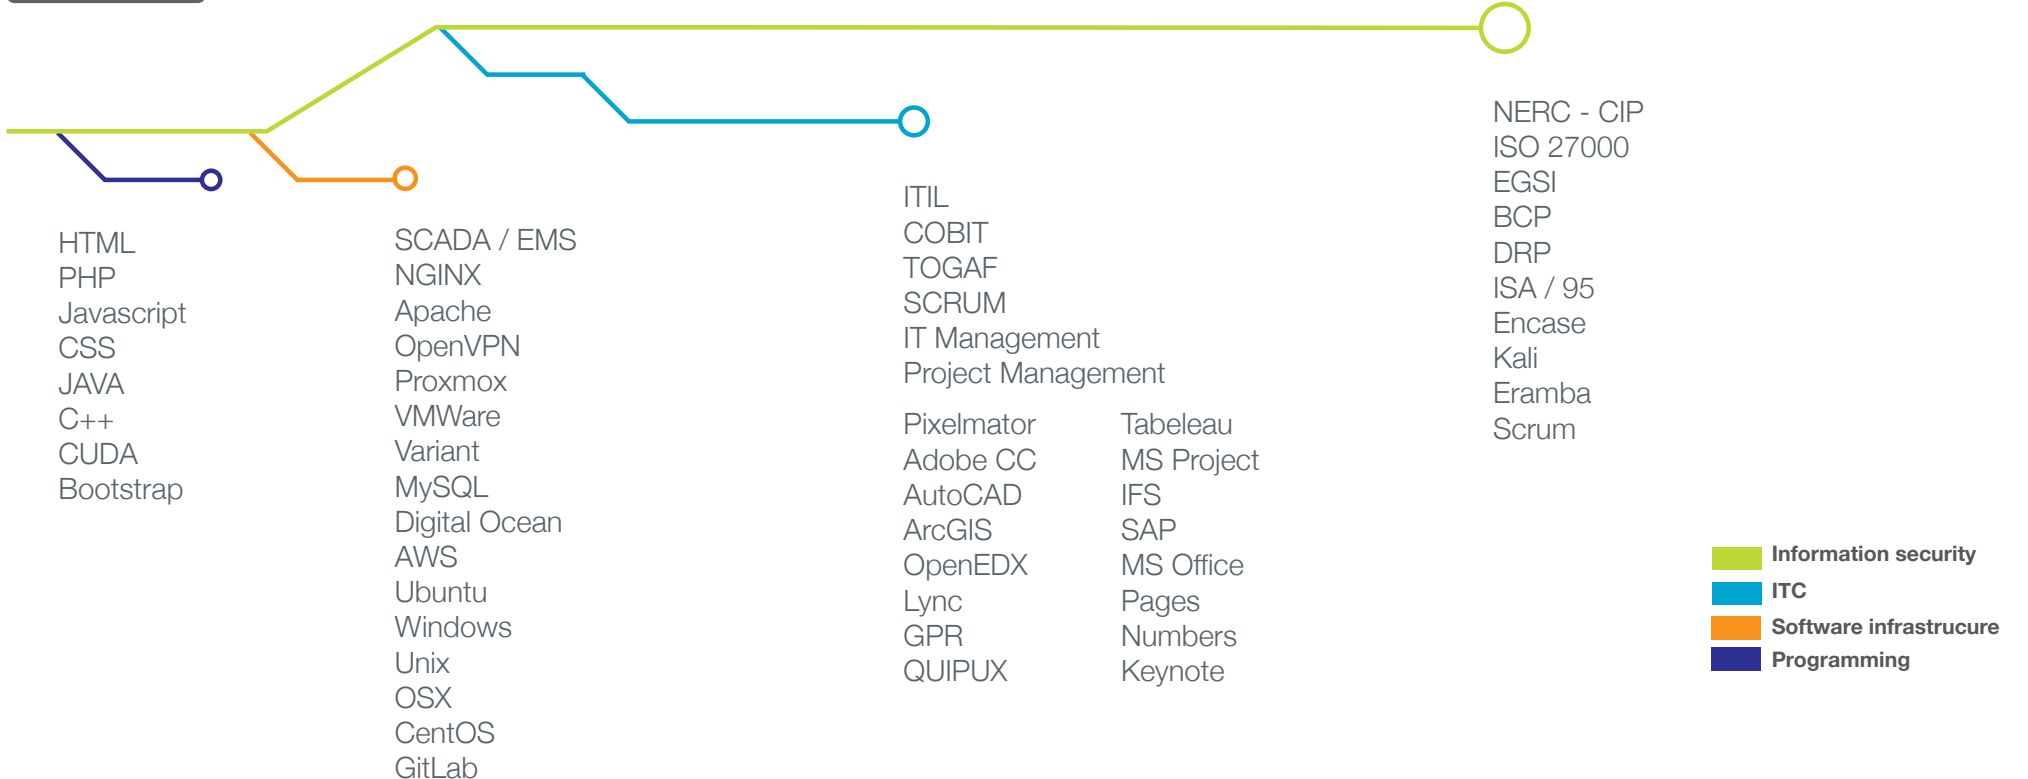 HTML
PHP
Javascript
CSS
JAVA
C++
CUDA
Bootstrap
SCADA / EMS
NGINX
Apache
OpenVPN
Proxmox
VMWare
Variant
MySQL
Digital Ocean
AWS
Ubuntu
Windows
Unix
OSX
CentOS
GitLab
ITIL
COBIT
TOGAF
SCRUM
IT Management
Project Management
Pixelmator
Adobe CC
AutoCAD
ArcGIS
OpenEDX
Lync
GPR
QUIPUX
Tabeleau
MS Project
IFS
SAP
MS Office
Pages
Numbers
Keynote
NERC - CIP
ISO 27000
EGSI
BCP
DRP
ISA / 95
Encase
Kali
Eramba
Scrum
Information security
ITC
Software infrastrucure
Programming